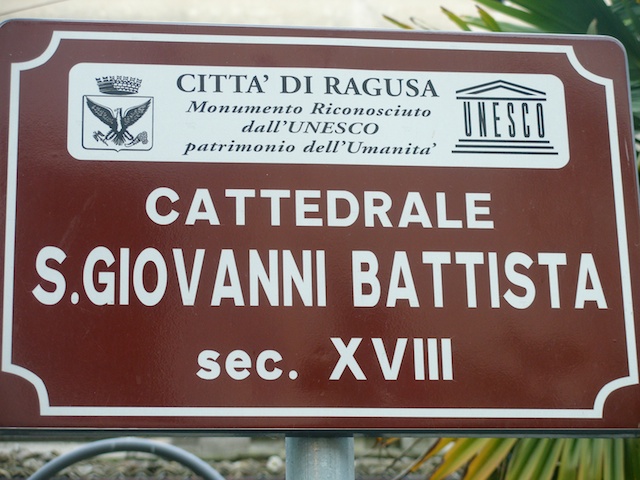 CITTA' DI RAGUSA
Monumento Riconosciuto
dall'UNESCO
patrimonio dell'Umanita'
UNESCO
CATTEDRALE
S.GIOVANNI BATTISTA
sec. XVIII